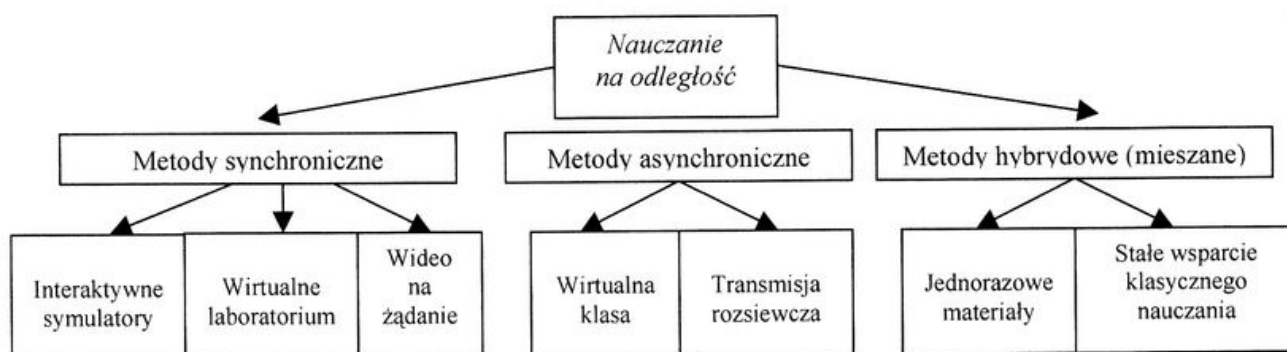 Nauczanie
na odległość
Metody synchroniczne
Metody asynchroniczne
Metody hybrydowe (mieszane)
Interaktywne
symulatory
Wirtualne
laboratorium
Wideo
na
żądanie
Wirtualna
klasa
Transmisja
rozsiewcza
Jednorazowe
materiały
Stałe wsparcie
klasycznego
nauczania